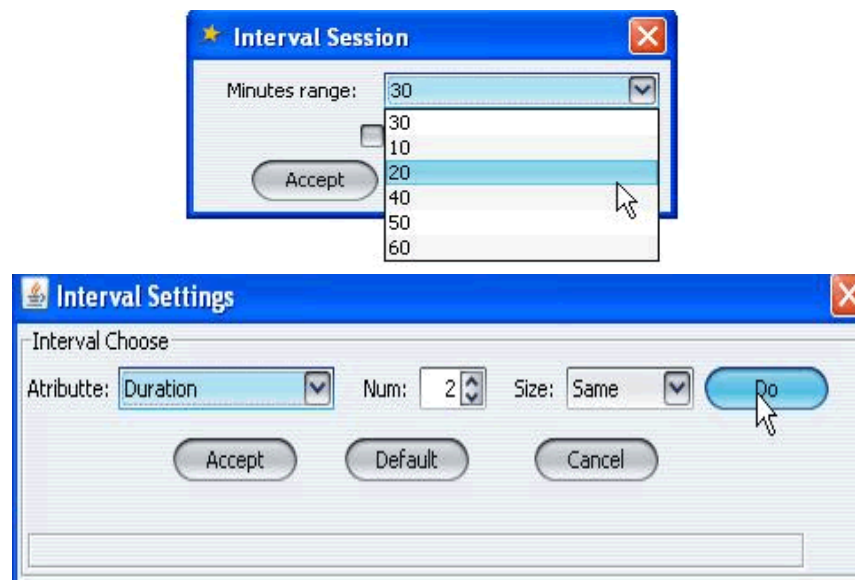 Interval Session
Minutes range: 30
30
10
20
Accept
40
50
60
Interval Settings
Interval Choose
Atributte: Duration Num: 2 Size: Same Do
Accept Default Cancel